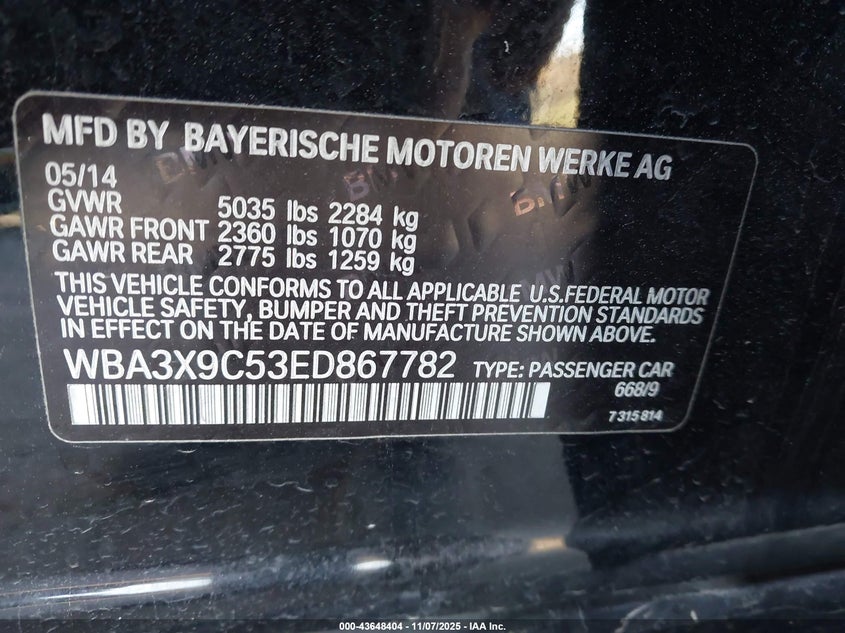 MFD BY BAYERISCHE MOTOREN WERKE AG
05/14
GVWR 5035 lbs 2284 kg
GAWR FRONT 2360 lbs 1070 kg
GAWR REAR 2775 lbs 1259 kg
THIS VEHICLE CONFORMS TO ALL APPLICABLE U.S.FEDERAL MOTOR
VEHICLE SAFETY, BUMPER AND THEFT PREVENTION STANDARDS
IN EFFECT ON THE DATE OF MANUFACTURE SHOWN ABOVE.
WBA3X9C53ED867782 TYPE: PASSENGER CAR
668/9
7315814
000-43648404 - 11/07/2025 - IAA Inc.